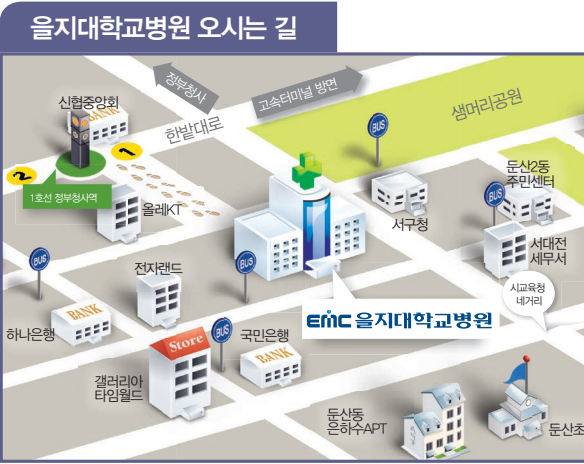 을지대학교병원 오시는 길
정부청사
고속터미널 방면
한밭대로
샘머리공원
신협중앙회
BANK
1
2
1호선 정부청사역
올레KT
BUS
서구청
둔산2동
주민센터
BUS
서대전
세무서
시교육청
네거리
BUS
전자랜드
BUS
EMC 을지대학교병원
하나은행
BANK
BUS
국민은행
BANK
Store
갤러리아
타임월드
둔산동
은하수APT
둔산초